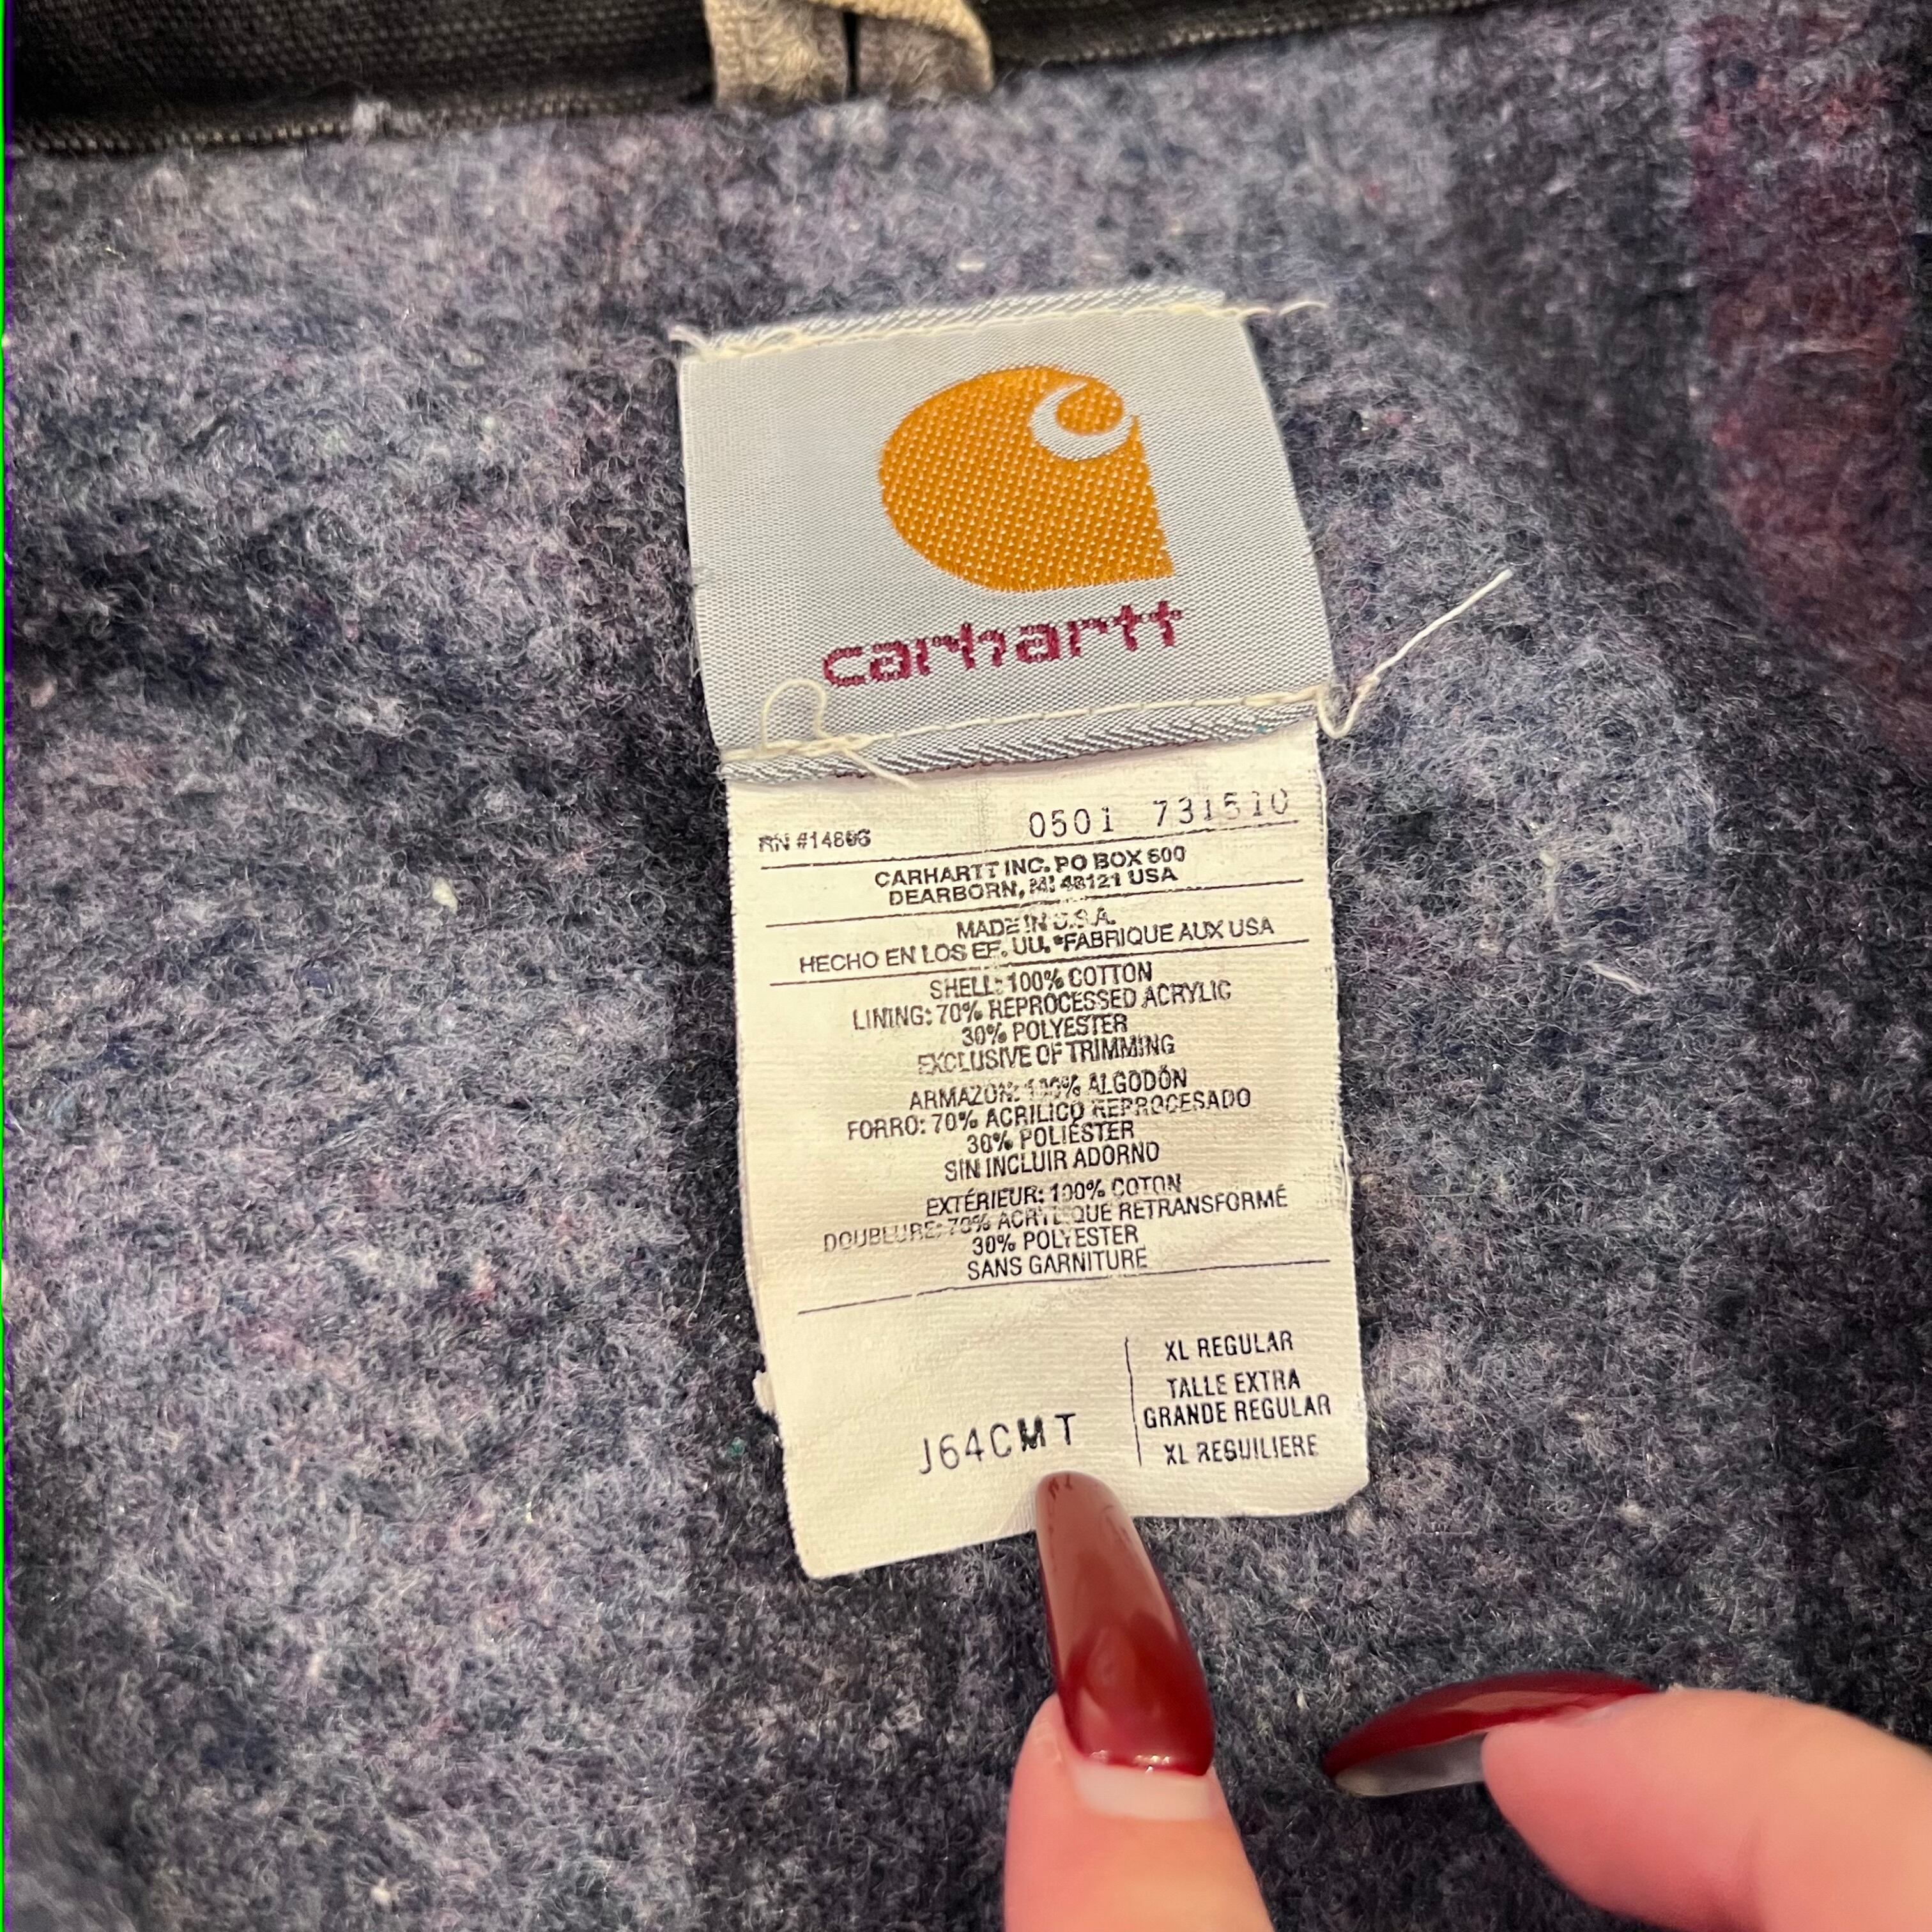 carhartt
RN #14806 0501 731510
CARHARTT INC. PO BOX 600
DEARBORN, MI 48121 USA
MADE IN U.S.A.
HECHO EN LOS EE. UU. *FABRIQUE AUX USA
SHELL: 100% COTTON
LINING: 70% REPROCESSED ACRYLIC
30% POLYESTER
EXCLUSIVE OF TRIMMING
ARMAZON: 100% ALGODÓN
FORRO: 70% ACRILICO REPROCESADO
30% POLIÉSTER
SIN INCLUIR ADORNO
EXTÉRIEUR: 100% COTON
DOUBLURE: 70% ACRYLIQUE RETRANSFORMÉ
30% POLYESTER
SANS GARNITURE
XL REGULAR
TALLE EXTRA
GRANDE REGULAR
XL REGUILIERE
J64CMT